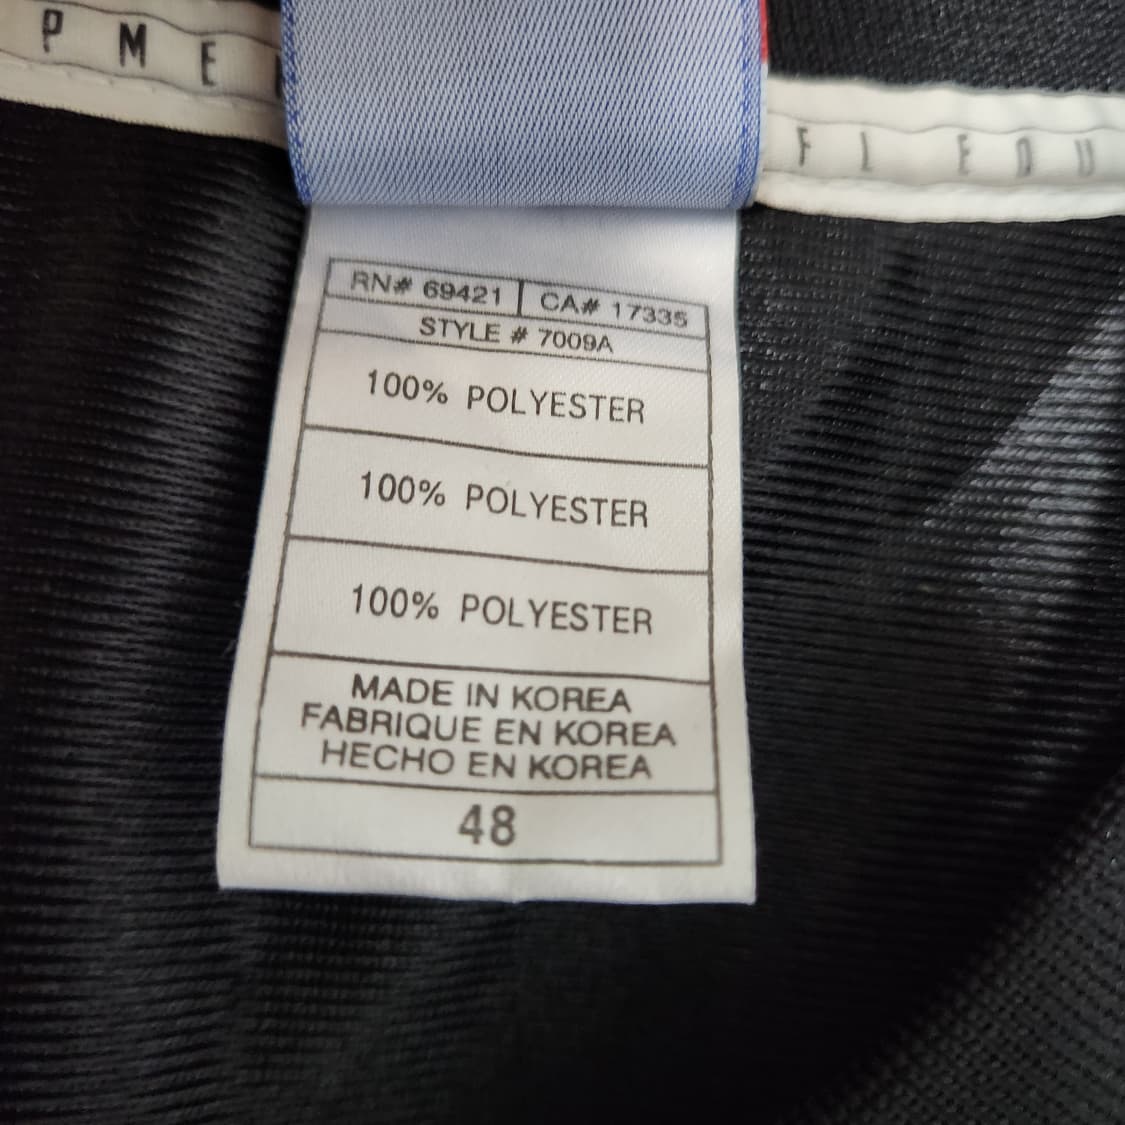 P M E
F I E Q U
RN# 69421 | CA# 17335
STYLE # 7009A
100% POLYESTER
100% POLYESTER
100% POLYESTER
MADE IN KOREA
FABRIQUE EN KOREA
HECHO EN KOREA
48